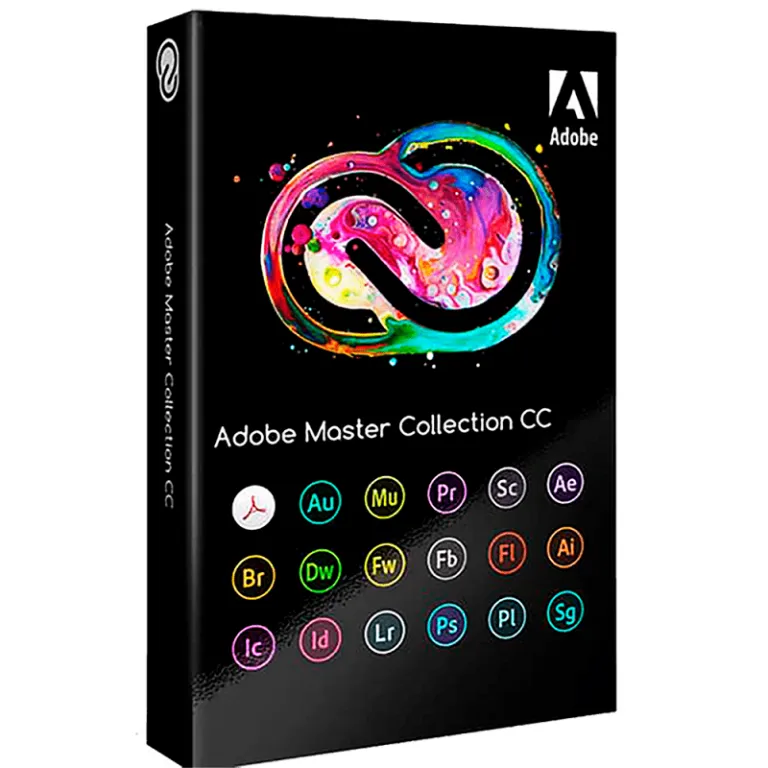 Adobe
Adobe Master Collection CC
Adobe Master Collection CC
Au Mu Pr Sc Ae
Br Dw Fw Fb Fl Ai
Ic Id Lr Ps Pl Sg